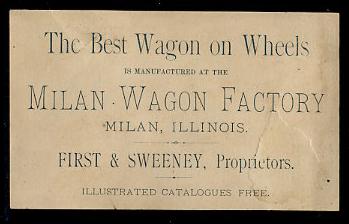 The Best Wagon on Wheels
IS MANUFACTURED AT THE
MILAN WAGON FACTORY
MILAN, ILLINOIS.
FIRST & SWEENEY, Proprietors.
ILLUSTRATED CATALOGUES FREE.